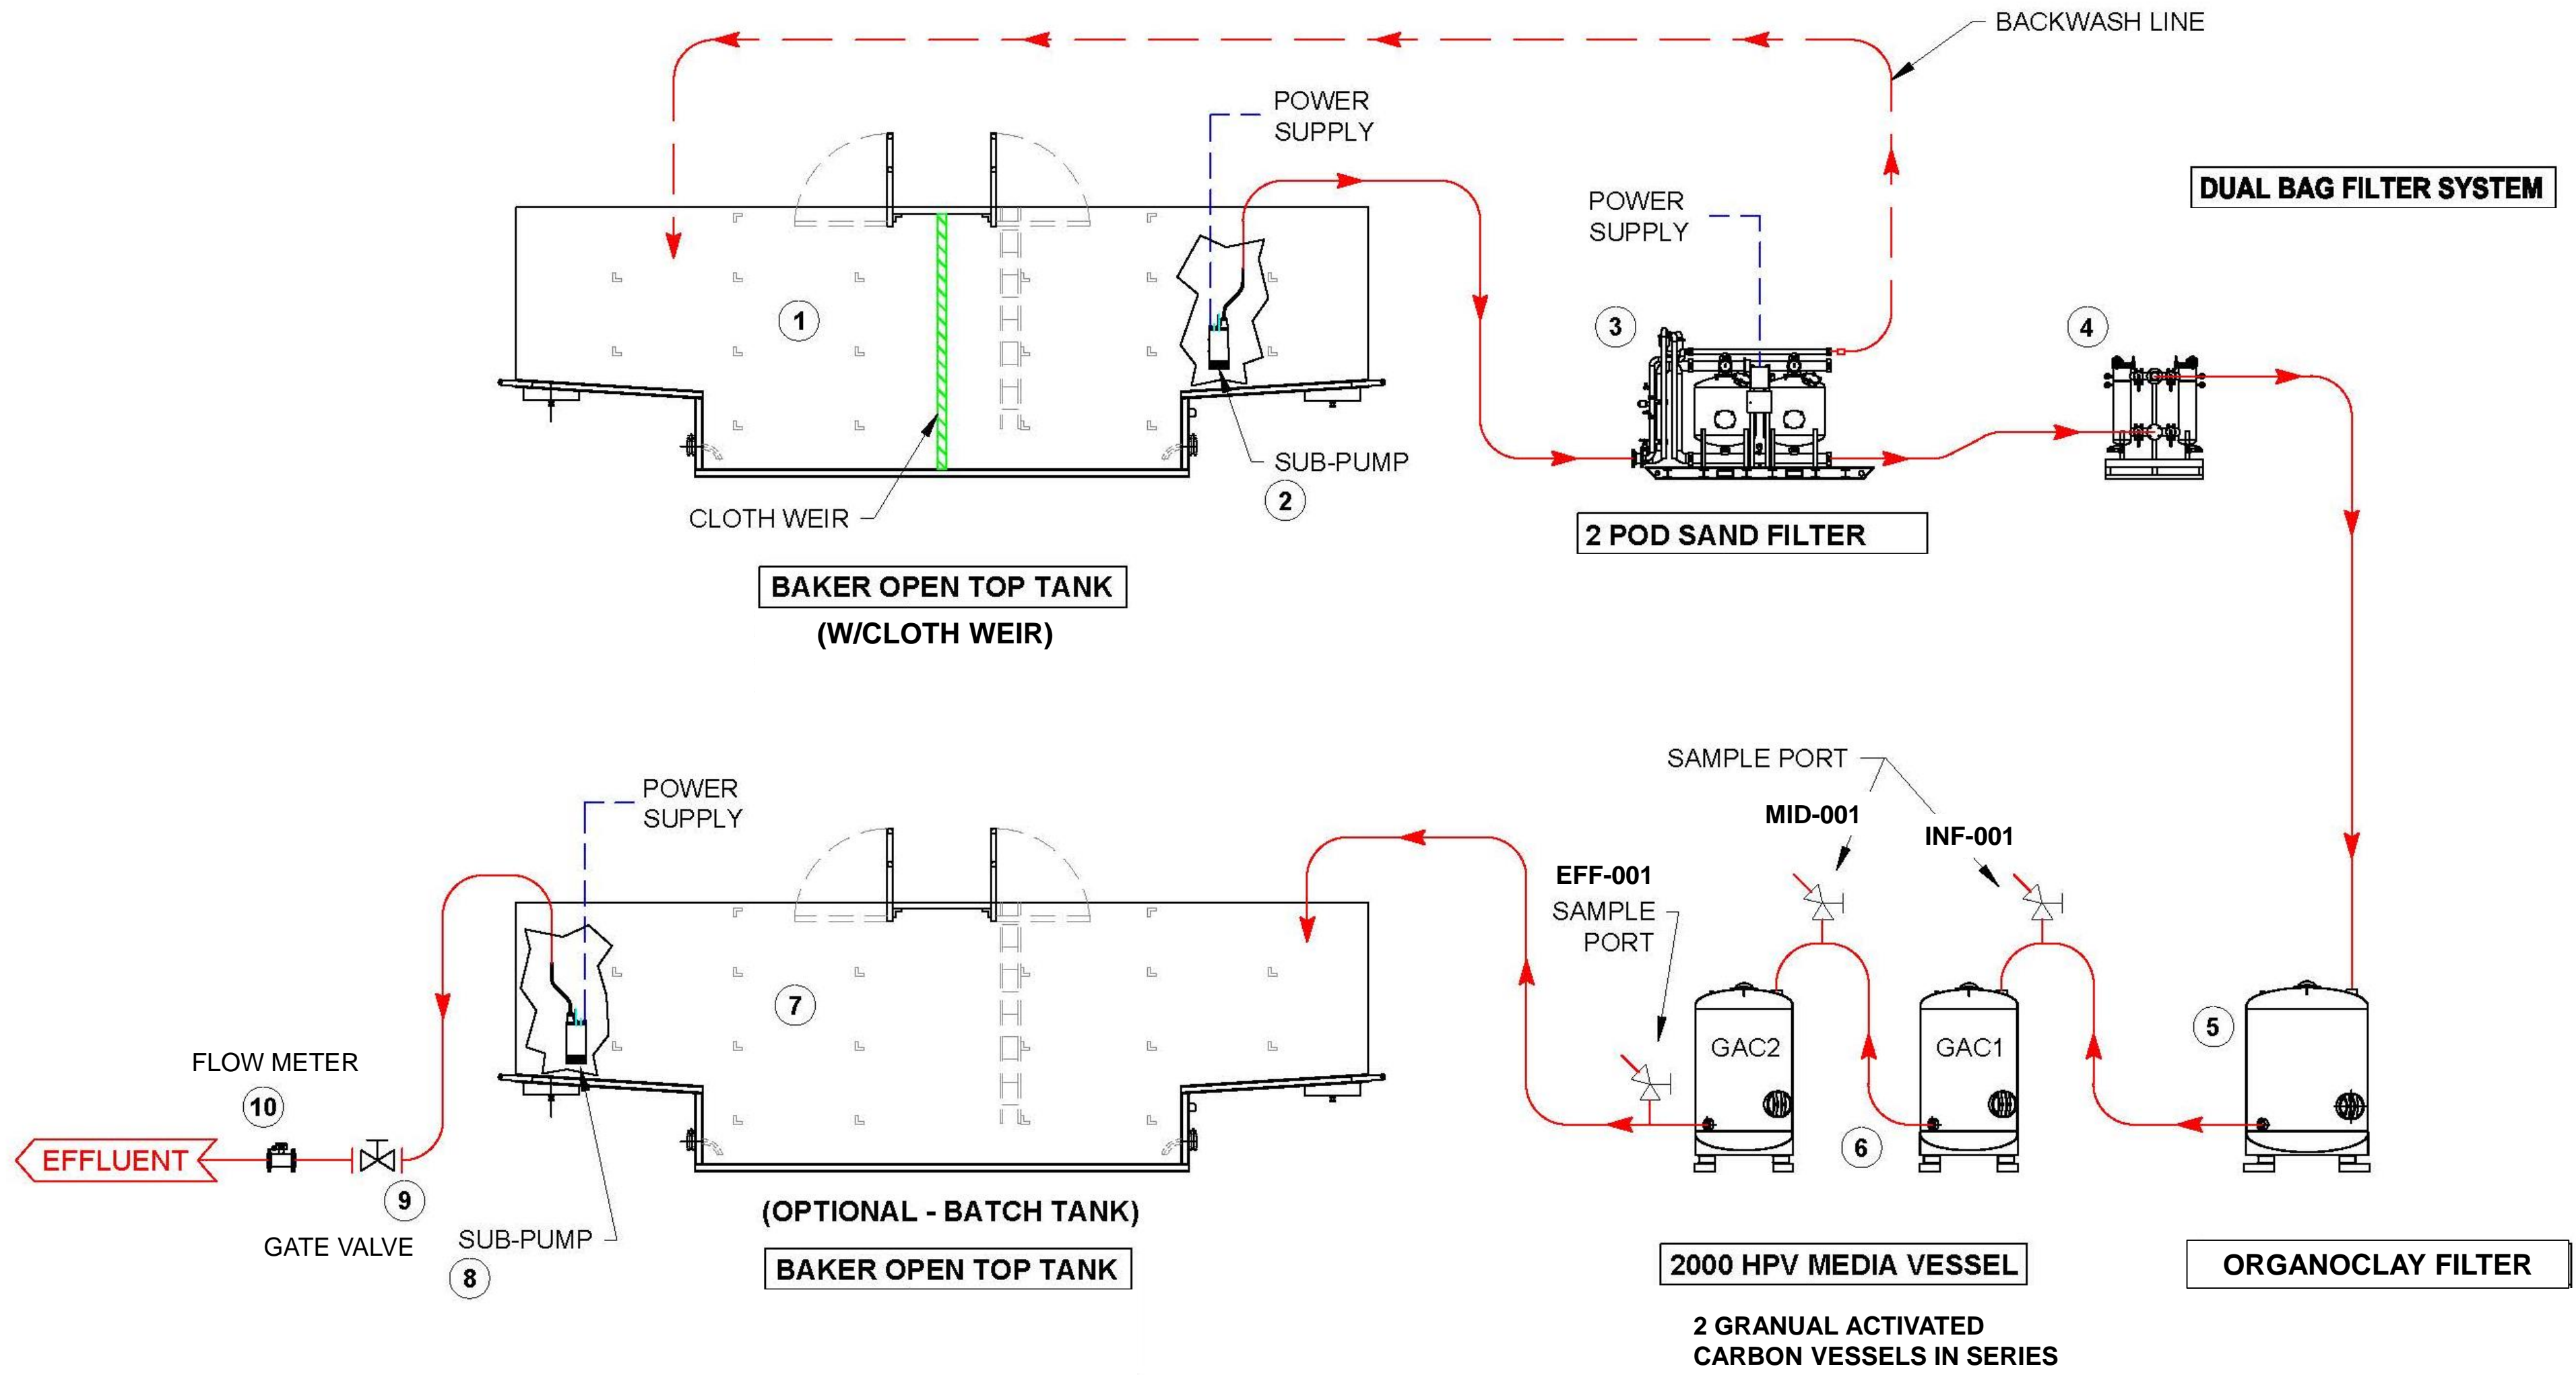 BACKWASH LINE
POWER
SUPPLY
POWER
SUPPLY
DUAL BAG FILTER SYSTEM
1
3
4
SUB-PUMP
2
CLOTH WEIR
2 POD SAND FILTER
BAKER OPEN TOP TANK
(W/CLOTH WEIR)
POWER
SUPPLY
SAMPLE PORT
MID-001
INF-001
EFF-001
SAMPLE
PORT
7
5
GAC2
GAC1
FLOW METER
10
6
EFFLUENT
9
GATE VALVE
SUB-PUMP
8
(OPTIONAL - BATCH TANK)
BAKER OPEN TOP TANK
2000 HPV MEDIA VESSEL
ORGANOCLAY FILTER
2 GRANUAL ACTIVATED
CARBON VESSELS IN SERIES